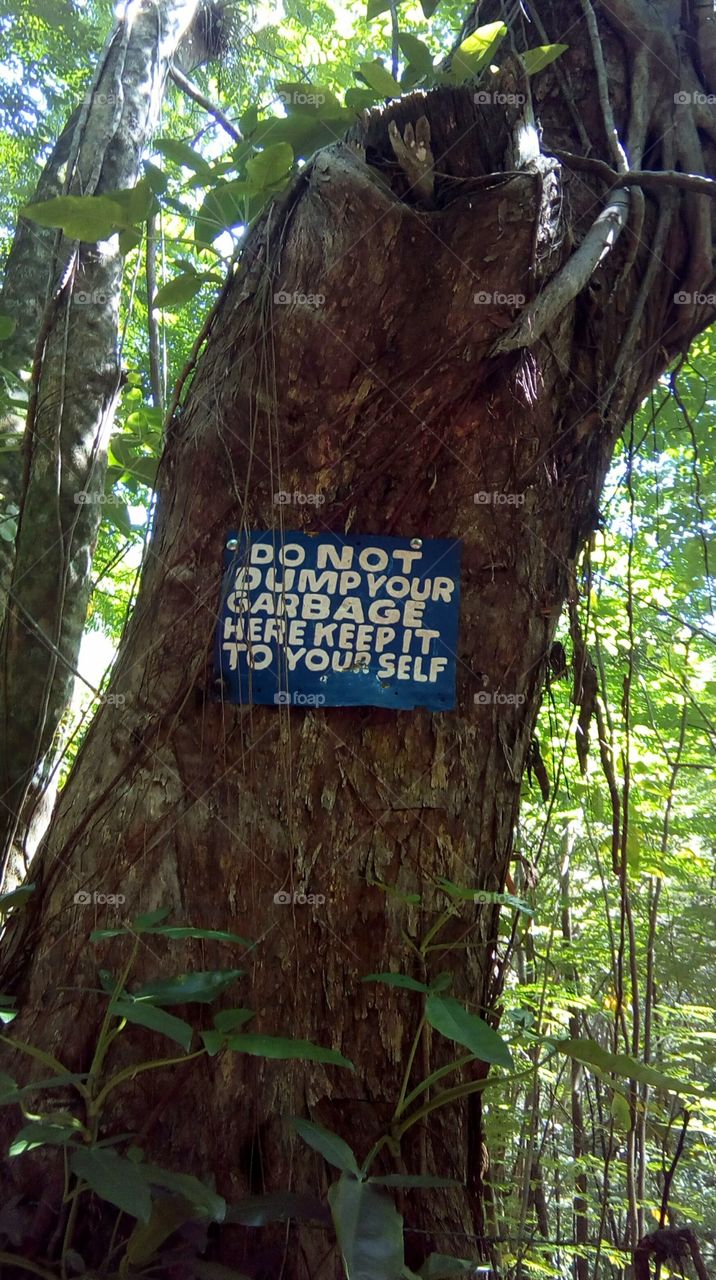 DO NOT
DUMP YOUR
GARBAGE
HERE KEEP IT
TO YOUR SELF